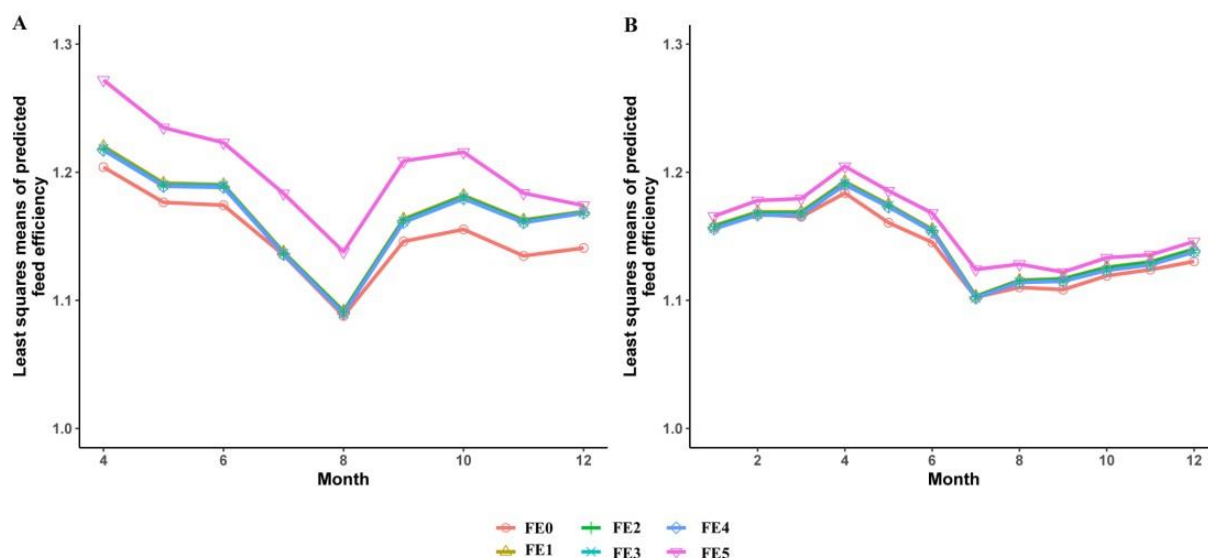 A
Least squares means of predicted
feed efficiency
1.3
1.2
1.1
1.0
4
6
8
10
12
Month
B
Least squares means of predicted
feed efficiency
1.3
1.2
1.1
1.0
2
4
6
8
10
12
Month
FE0 FE2 FE4
FE1 FE3 FE5